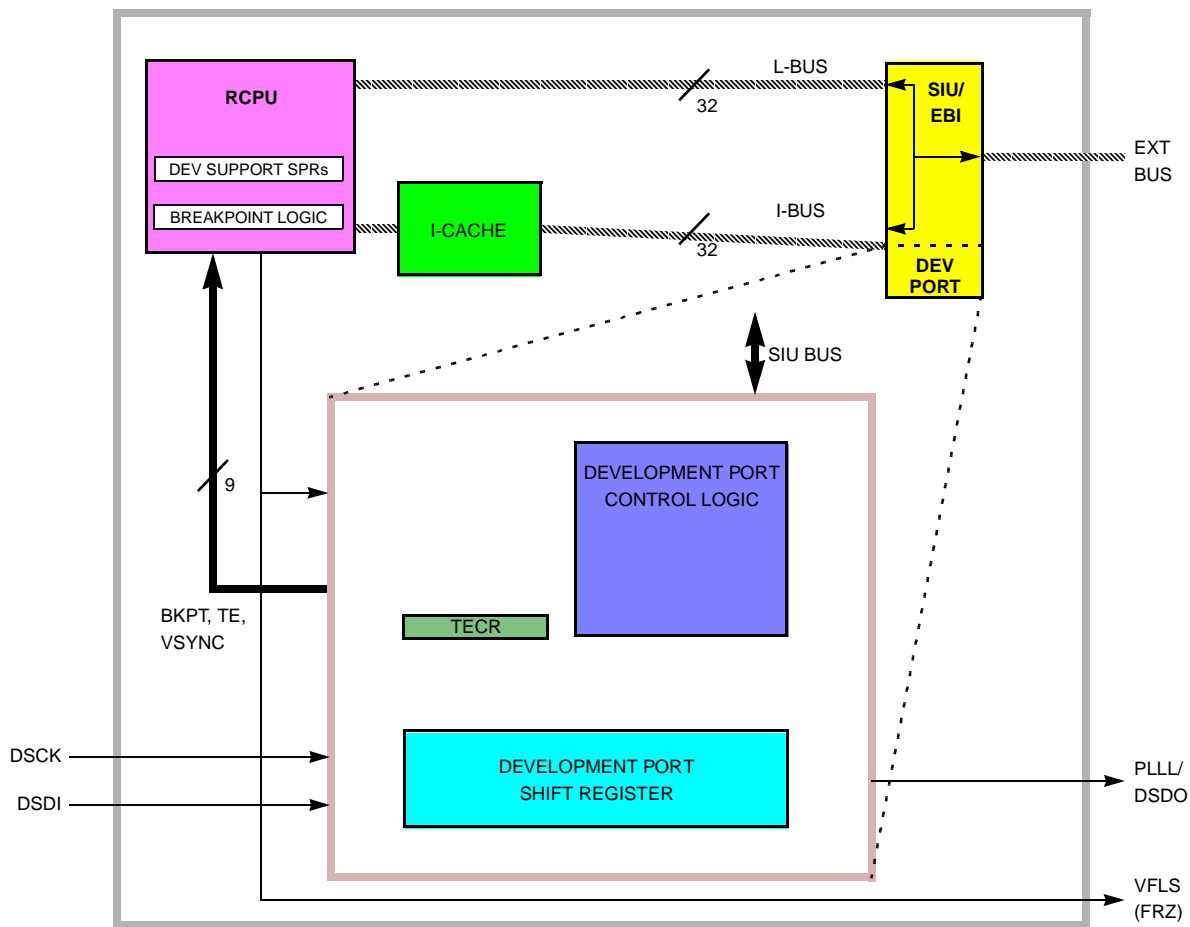 RCPU
DEV SUPPORT SPRs
BREAKPOINT LOGIC
L-BUS
32
SIU/
EBI
EXT
BUS
I-CACHE
I-BUS
32
DEV
PORT
SIU BUS
9
DEVELOPMENT PORT
CONTROL LOGIC
BKPT, TE,
VSYNC
TECR
DSCK
DSDI
DEVELOPMENT PORT
SHIFT REGISTER
PLLL/
DSDO
VFLS
(FRZ)